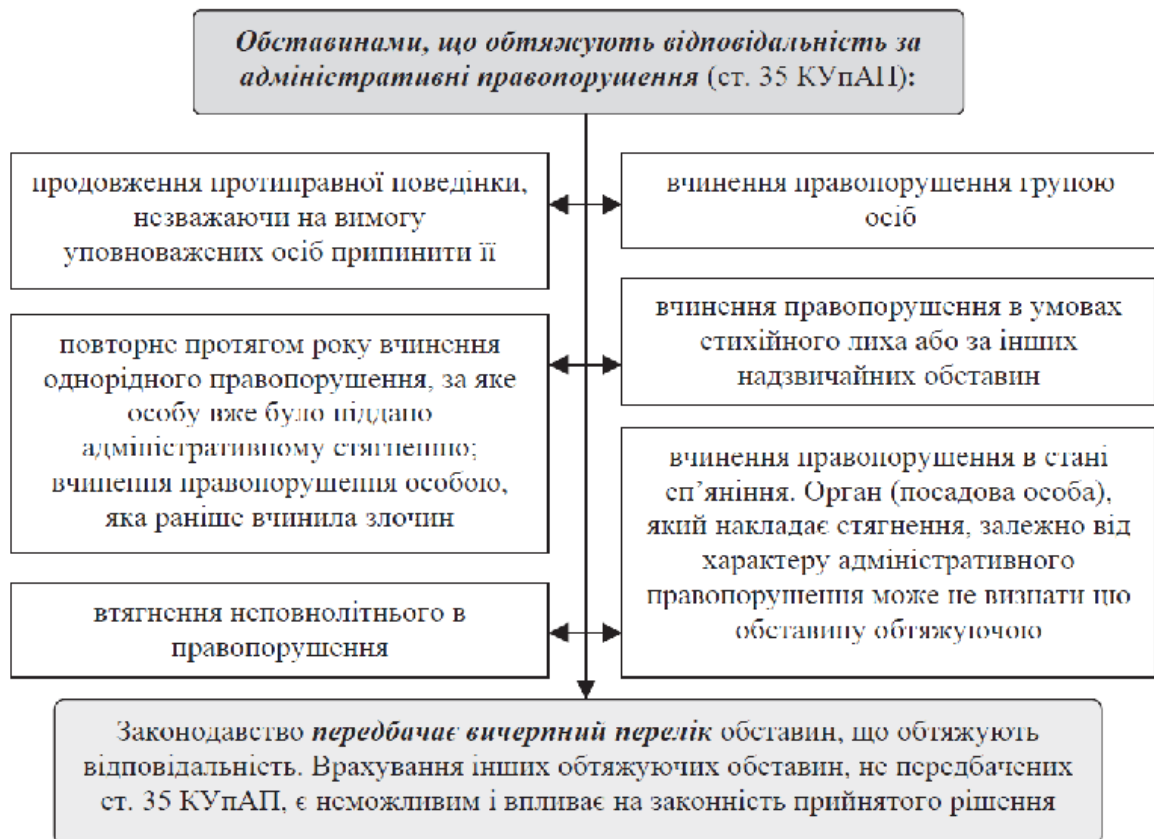 Обставинами, що обтяжують відповідальність за
адміністративні правопорушення (ст. 35 КУпАП):
продовження протиправної поведінки,
незважаючи на вимогу
уповноважених осіб припинити її
вчинення правопорушення групою
осіб
повторне протягом року вчинення
однорідного правопорушення, за яке
особу вже було піддано
адміністративному стягненню;
вчинення правопорушення особою,
яка раніше вчинила злочин
вчинення правопорушення в умовах
стихійного лиха або за інших
надзвичайних обставин
втягнення неповнолітнього в
правопорушення
вчинення правопорушення в стані
сп’яніння. Орган (посадова особа),
який накладає стягнення, залежно від
характеру адміністративного
правопорушення може не визнати цю
обставину обтяжуючою
Законодавство передбачає вичерпний перелік обставин, що обтяжують
відповідальність. Врахування інших обтяжуючих обставин, не передбачених
ст. 35 КУпАП, є неможливим і впливає на законність прийнятого рішення